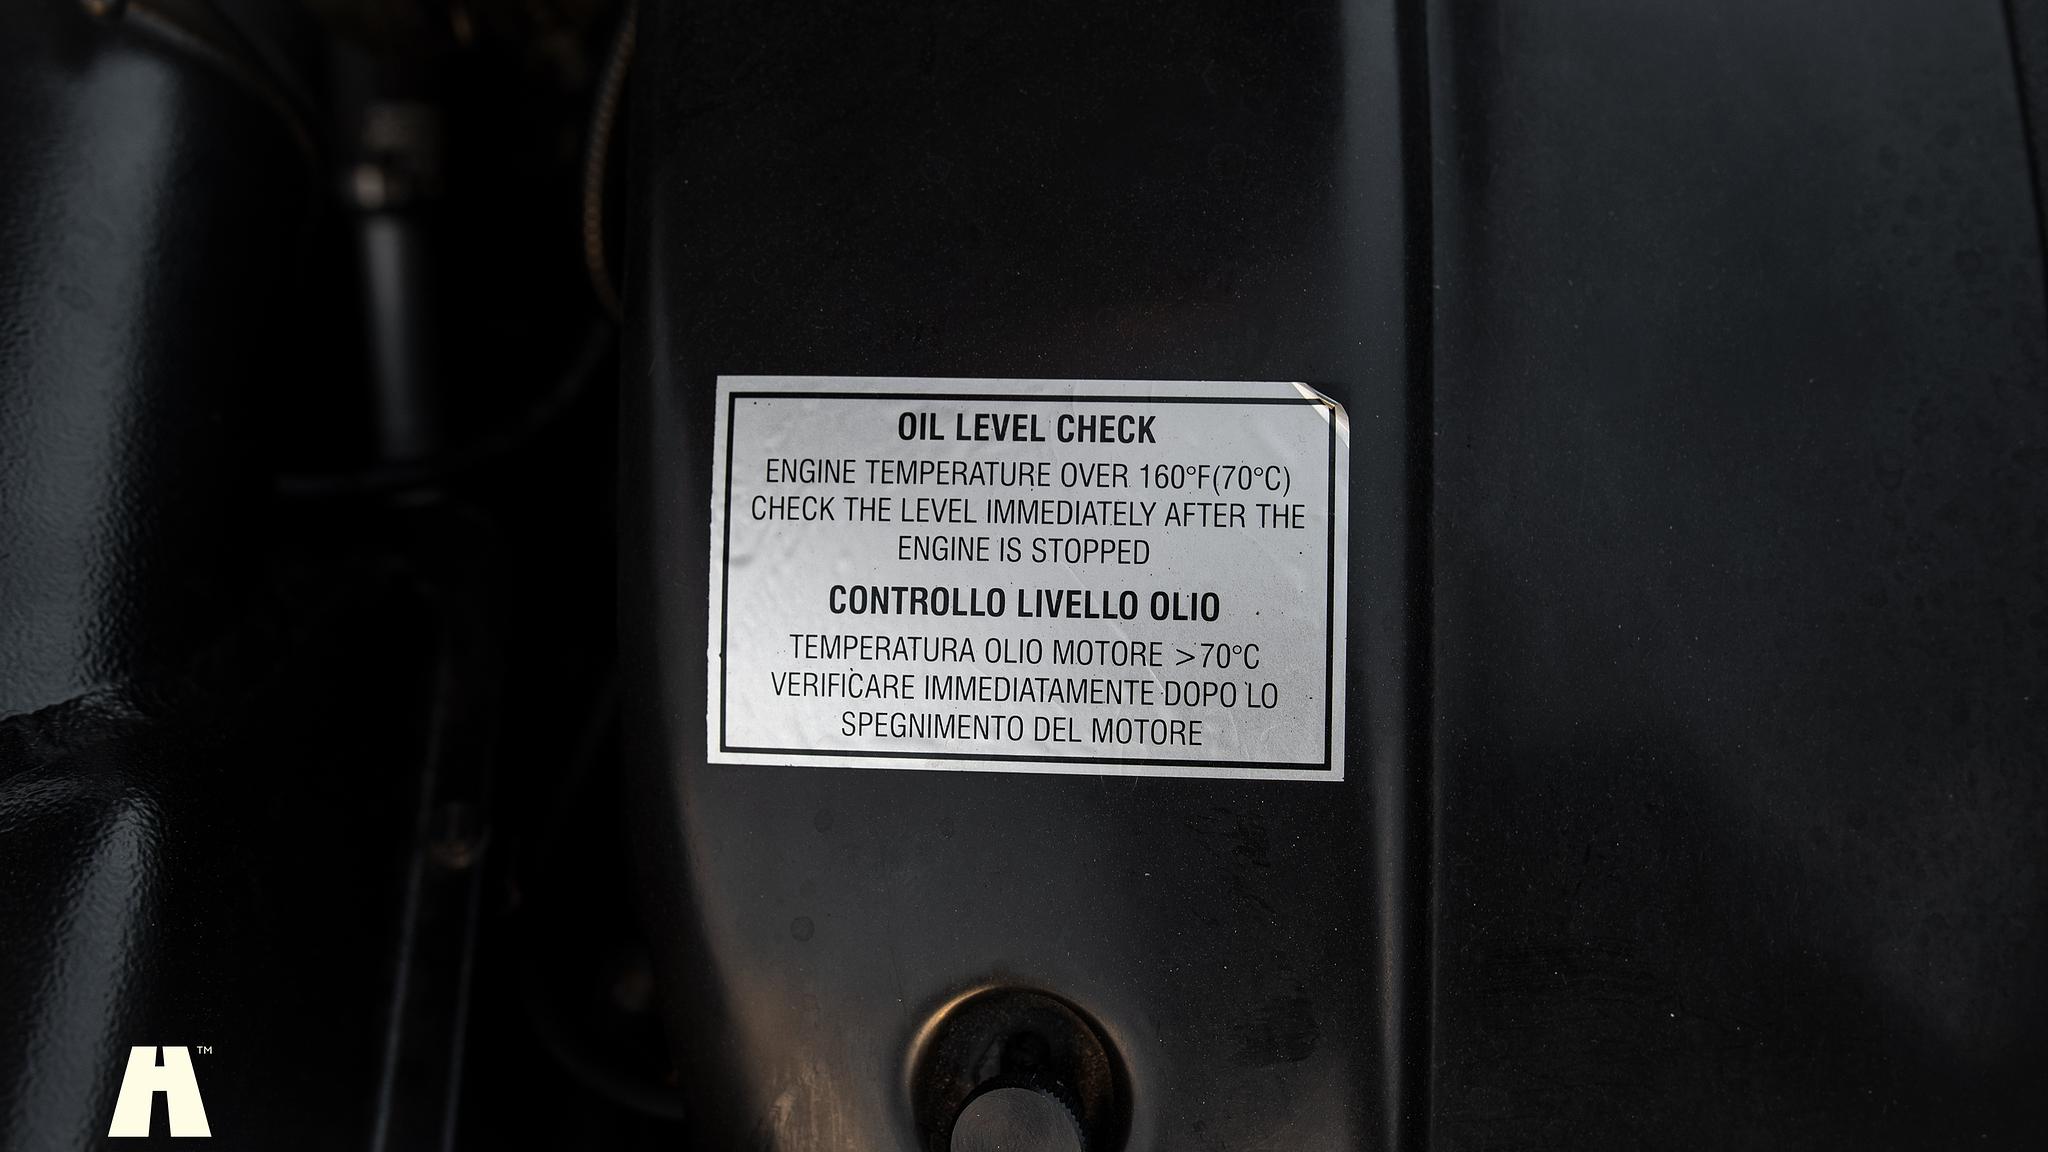 OIL LEVEL CHECK
ENGINE TEMPERATURE OVER 160°F(70°C)
CHECK THE LEVEL IMMEDIATELY AFTER THE
ENGINE IS STOPPED
CONTROLLO LIVELLO OLIO
TEMPERATURA OLIO MOTORE >70°C
VERIFICARE IMMEDIATAMENTE DOPO LO
SPEGNIMENTO DEL MOTORE
H™